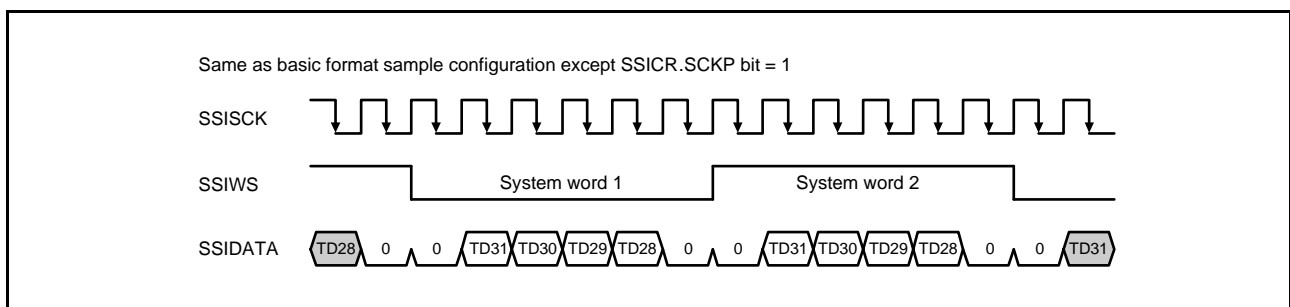 Same as basic format sample configuration except SSICR.SCKP bit = 1
SSISCK
SSIWS System word 1 System word 2
SSIDATA TD28 0 0 TD31 TD30 TD29 TD28 0 0 TD31 TD30 TD29 TD28 0 0 TD31